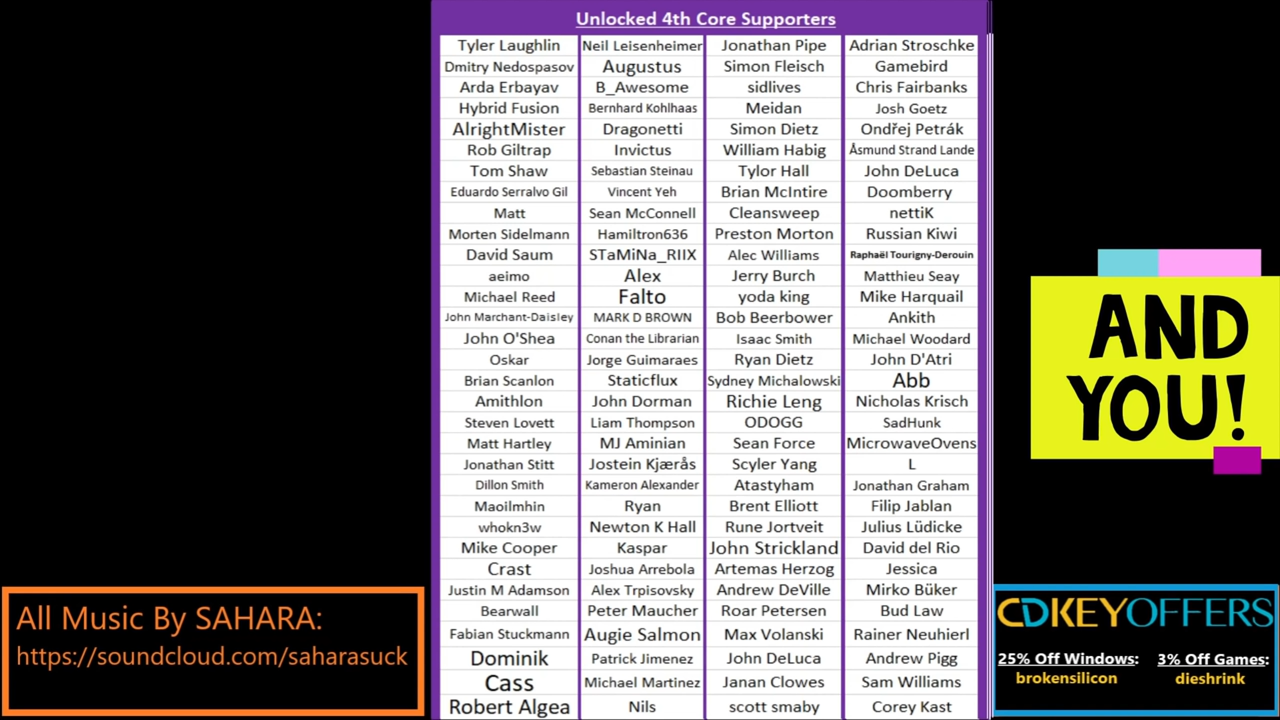 Unlocked 4th Core Supporters
Tyler Laughlin Neil Leisenheimer Jonathan Pipe Adrian Stroschke
Dmitry Nedospasov Augustus Simon Fleisch Gamebird
Arda Erbayav B_Awesome sidlives Chris Fairbanks
Hybrid Fusion Bernhard Kohlhaas Meidan Josh Goetz
AlrightMister Dragonetti Simon Dietz Ondřej Petrák
Rob Giltrap Invictus William Habig Åsmund Strand Lande
Tom Shaw Sebastian Steinau Tylor Hall John DeLuca
Eduardo Serralvo Gil Vincent Yeh Brian McIntire Doomberry
Matt Sean McConnell Cleansweep nettiK
Morten Sidelmann Hamiltron636 Preston Morton Russian Kiwi
David Saum STaMiNa_RIIX Alec Williams Raphaël Tourigny-Derouin
aeimo Alex Jerry Burch Matthieu Seay
Michael Reed Falto yoda king Mike Harquail
John Marchant-Daisley MARK D BROWN Bob Beerbower Ankith
John O'Shea Conan the Librarian Isaac Smith Michael Woodard
Oskar Jorge Guimaraes Ryan Dietz John D'Atri
Brian Scanlon Staticflux Sydney Michalowski Abb
Amithlon John Dorman Richie Leng Nicholas Krisch
Steven Lovett Liam Thompson ODOGG SadHunk
Matt Hartley MJ Aminian Sean Force MicrowaveOvens
Jonathan Stitt Jostein Kjærås Scyler Yang L
Dillon Smith Kameron Alexander Atastyham Jonathan Graham
Maoilmhin Ryan Brent Elliott Filip Jablan
whokn3w Newton K Hall Rune Jortveit Julius Lüdicke
Mike Cooper Kaspar John Strickland David del Rio
Crast Joshua Arrebola Artemas Herzog Jessica
Justin M Adamson Alex Trpisovsky Andrew DeVille Mirko Büker
Bearwall Peter Maucher Roar Petersen Bud Law
Fabian Stuckmann Augie Salmon Max Volanski Rainer Neuhierl
Dominik Patrick Jimenez John DeLuca Andrew Pigg
Cass Michael Martinez Janan Clowes Sam Williams
Robert Algea Nils scott smaby Corey Kast
AND
YOU!
All Music By SAHARA:
https://soundcloud.com/saharasuck
CDKEYOFFERS
25% Off Windows: 3% Off Games:
brokensilicon dieshrink